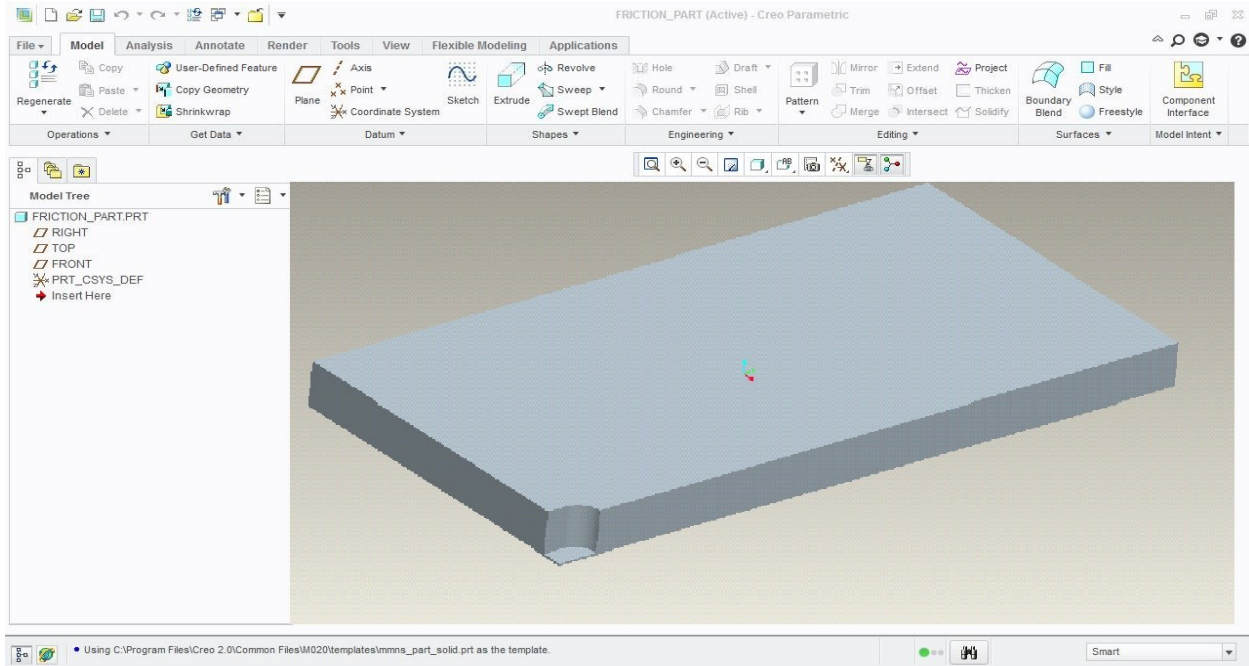 FRICTION_PART (Active) - Creo Parametric
File Model Analysis Annotate Render Tools View Flexible Modeling Applications
Regenerate
Copy
Paste
Delete
Operations
User-Defined Feature
Copy Geometry
Shrinkwrap
Get Data
Plane
Axis
Point
Coordinate System
Sketch
Datum
Extrude
Revolve
Sweep
Swept Blend
Shapes
Hole
Draft
Round
Shell
Chamfer
Rib
Engineering
Pattern
Mirror
Extend
Project
Trim
Offset
Thicken
Merge
Intersect
Solidify
Editing
Boundary
Blend
Fill
Style
Freestyle
Surfaces
Component
Interface
Model Intent
Model Tree
FRICTION_PART.PRT
RIGHT
TOP
FRONT
PRT_CSYS_DEF
Insert Here
Using C:\Program Files\Creo 2.0\Common Files\M020\templates\mmns_part_solid.prt as the template.
Smart